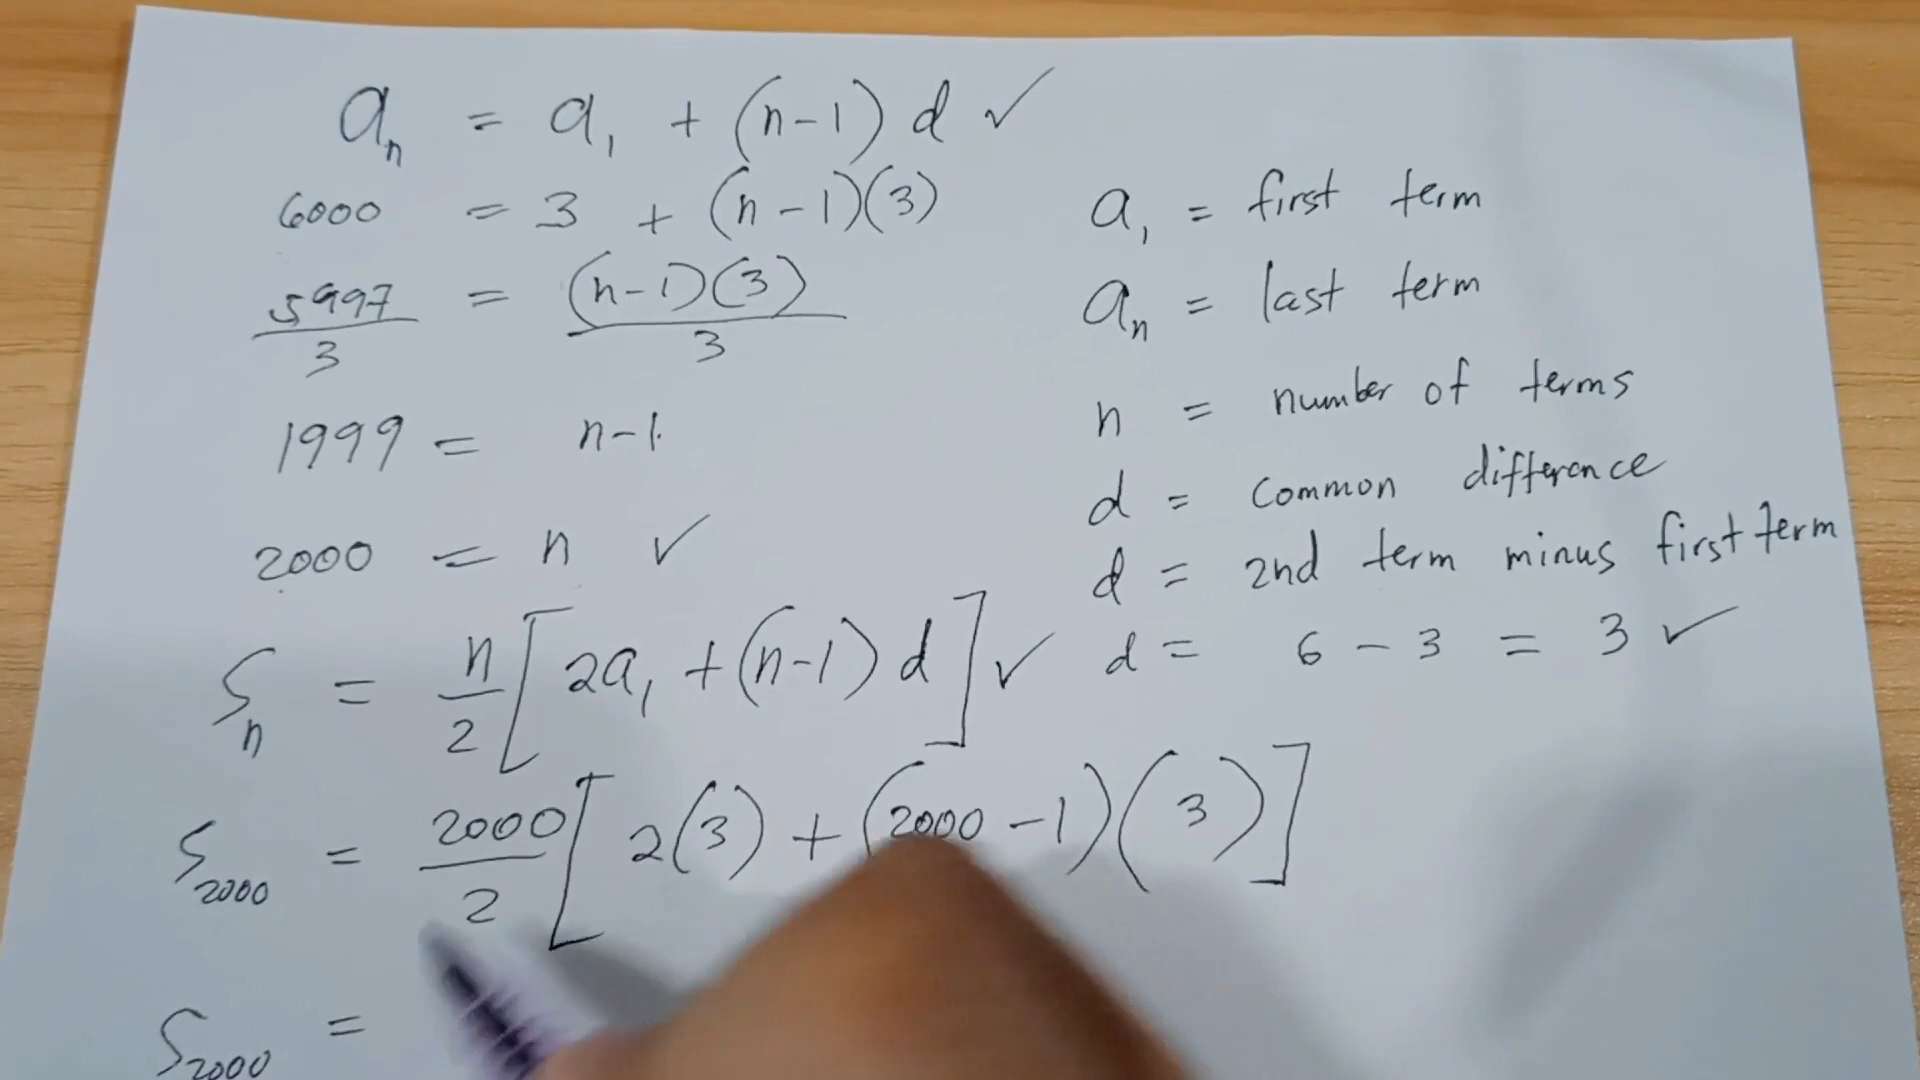 aₙ = a₁ + (n-1) d ✓
6000 = 3 + (n-1)(3)
5997/3 = (n-1)(3)/3
1999 = n-1
2000 = n ✓
Sₙ = n/2 [2a₁ + (n-1) d] ✓
S₂₀₀₀ = 2000/2 [2(3) + (2000-1)(3)]
S₂₀₀₀ =
a₁ = first term
aₙ = last term
n = number of terms
d = common difference
d = 2nd term minus first term
d = 6 - 3 = 3 ✓